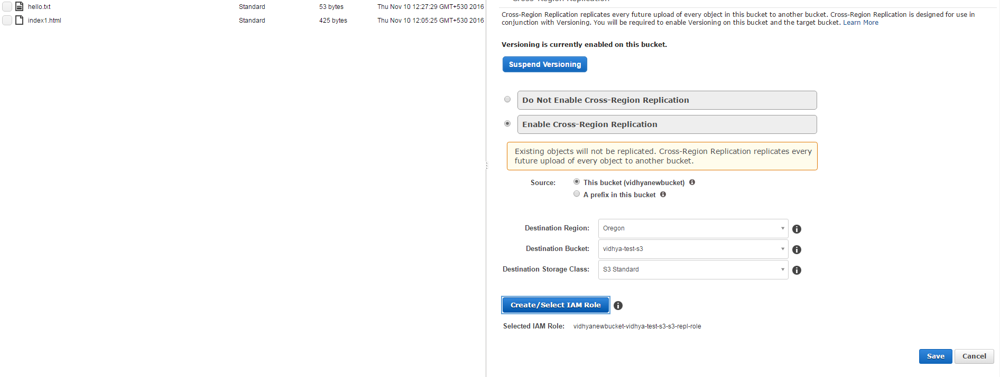 hello.txt Standard 53 bytes Thu Nov 10 12:27:29 GMT+530 2016
index1.html Standard 425 bytes Thu Nov 10 12:05:25 GMT+530 2016
Cross-Region Replication
Cross-Region Replication replicates every future upload of every object in this bucket to another bucket. Cross-Region Replication is designed for use in
conjunction with Versioning. You will be required to enable Versioning on this bucket and the target bucket. Learn More
Versioning is currently enabled on this bucket.
Suspend Versioning
Do Not Enable Cross-Region Replication
Enable Cross-Region Replication
Existing objects will not be replicated. Cross-Region Replication replicates every
future upload of every object to another bucket.
Source: This bucket (vidhyanewbucket)
A prefix in this bucket
Destination Region: Oregon
Destination Bucket: vidhya-test-s3
Destination Storage Class: S3 Standard
Create/Select IAM Role
Selected IAM Role: vidhyanewbucket-vidhya-test-s3-s3-repl-role
Save Cancel